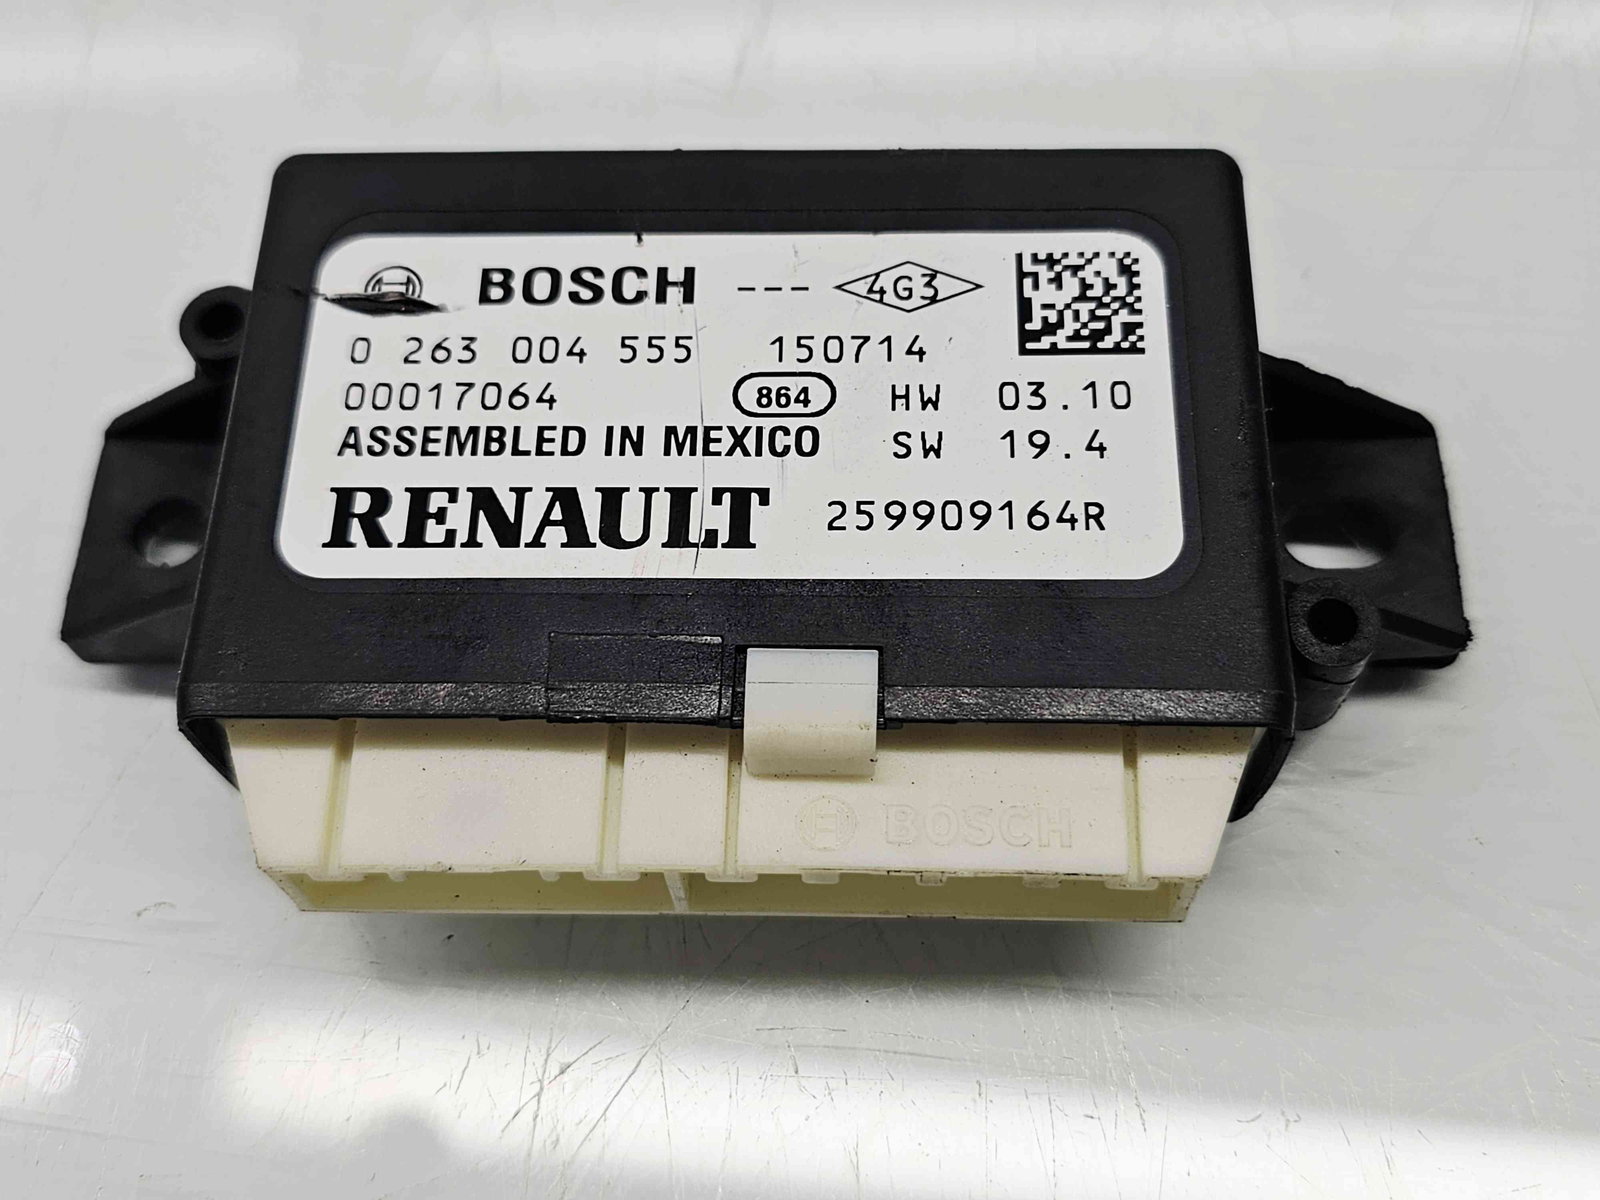 BOSCH --- 4G3
0 263 004 555 150714
00017064 864 HW 03.10
ASSEMBLED IN MEXICO SW 19.4
RENAULT 259909164R
BOSCH